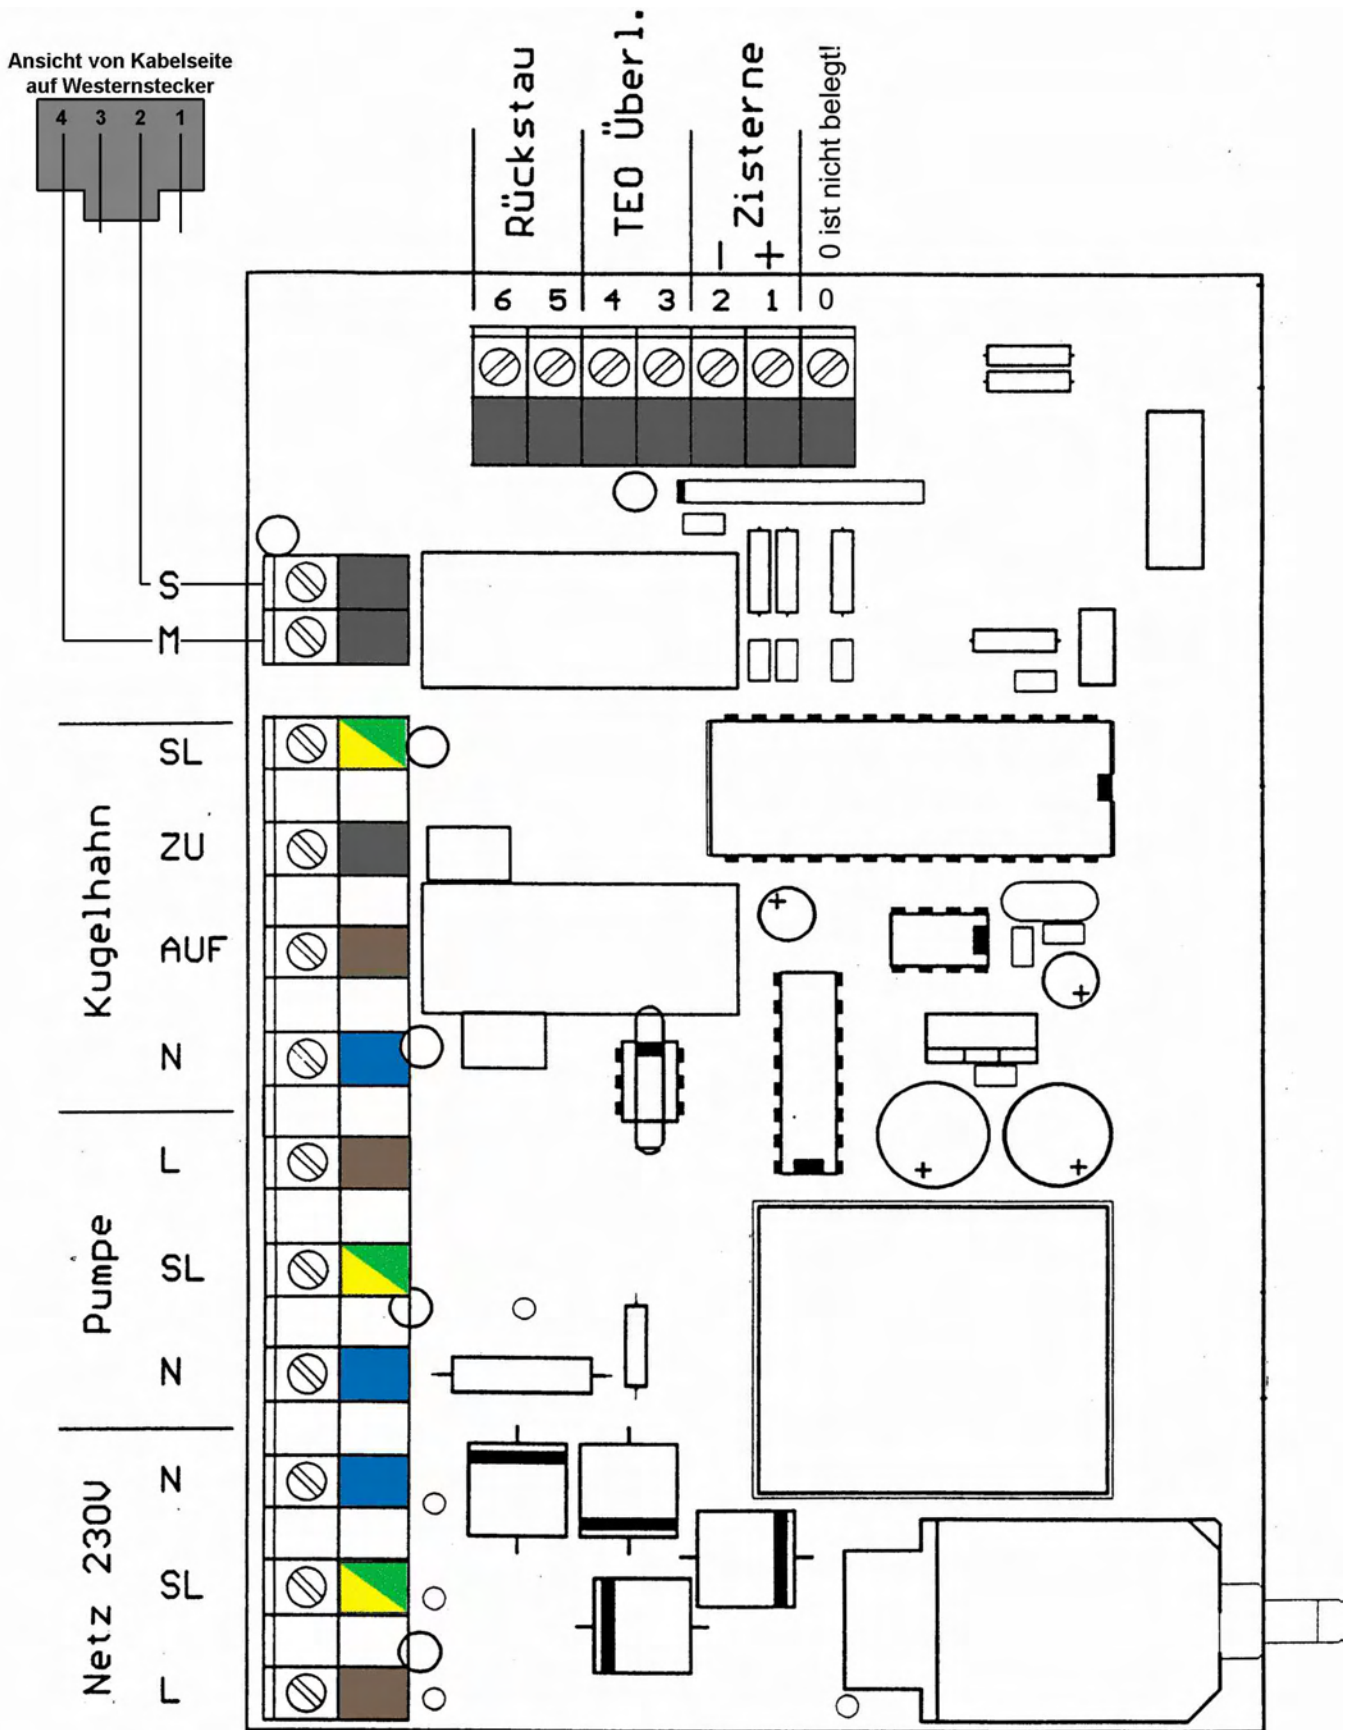 Ansicht von Kabelseite
auf Westernstecker
4 3 2 1
Rückstau
TEO Überl.
- Zisterne
+
0 ist nicht belegt!
6 5 4 3 2 1 0
S
M
Kugelhahn
SL
ZU
AUF
N
Pumpe
L
SL
N
Netz 230V
N
SL
L
+
+
+
+